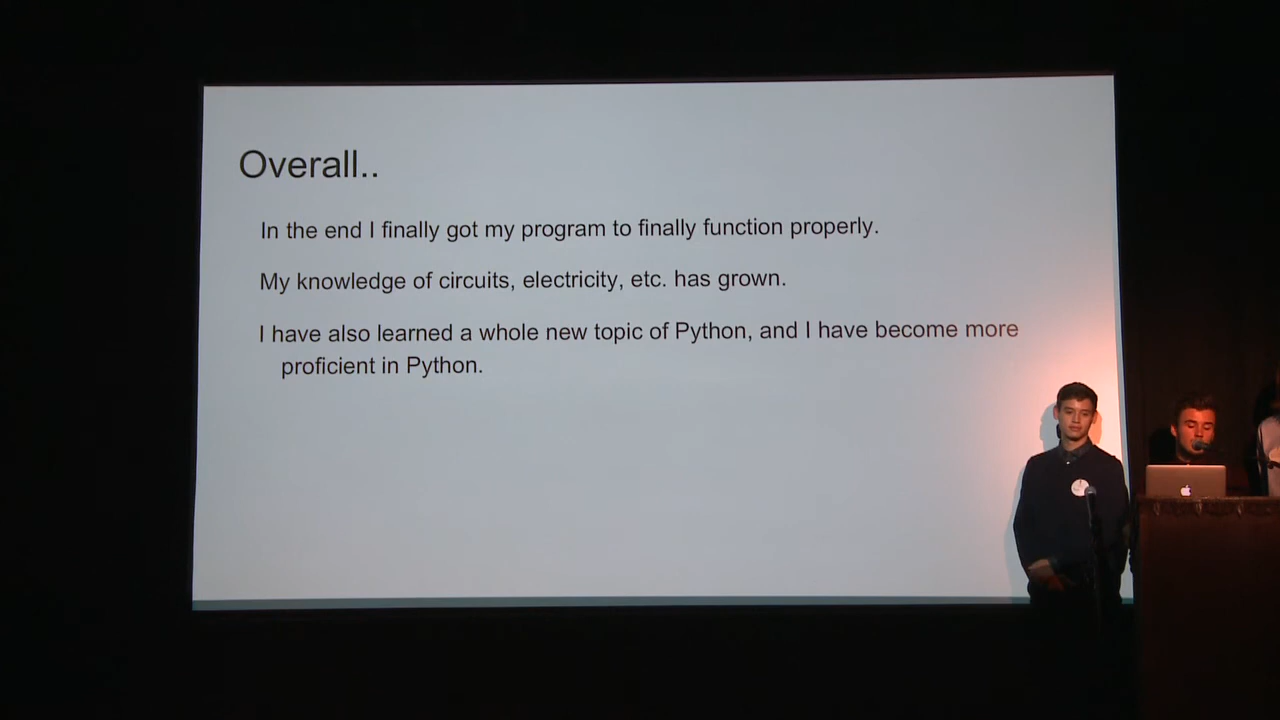 Overall..
In the end I finally got my program to finally function properly.
My knowledge of circuits, electricity, etc. has grown.
I have also learned a whole new topic of Python, and I have become more
proficient in Python.